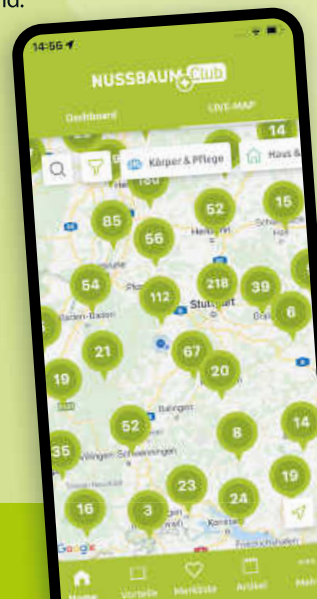 14:56
NUSSBAUM Club
Dashboard
LIVE-MAP
14
Körper & Pflege
Haus &
85
52
15
56
54
112
218
39
6
Stuttgart
Baden-Baden
21
67
20
19
Balingen
52
8
14
35
Villingen-Schwenningen
23
19
16
3
24
Google
Friedrichshafen
Home
Vorteile
Merkliste
Artikel
Mehr